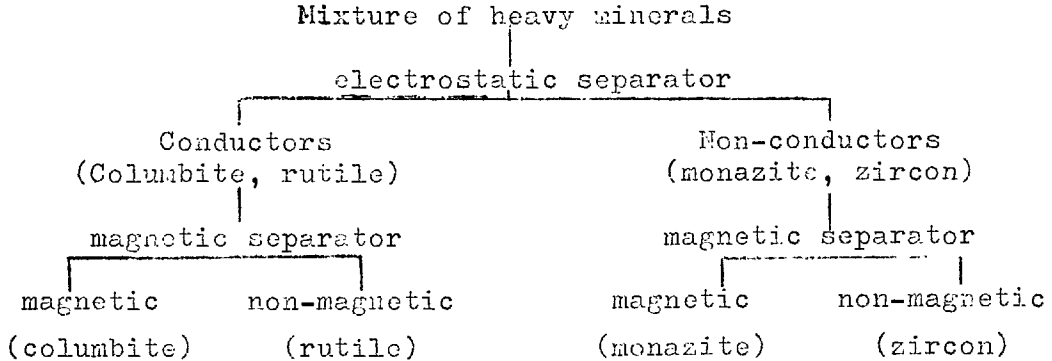 Mixture of heavy minerals
electrostatic separator
Conductors Non-conductors
(Columbite, rutile) (monazite, zircon)
magnetic separator magnetic separator
magnetic non-magnetic magnetic non-magnetic
(columbite) (rutile) (monazite) (zircon)